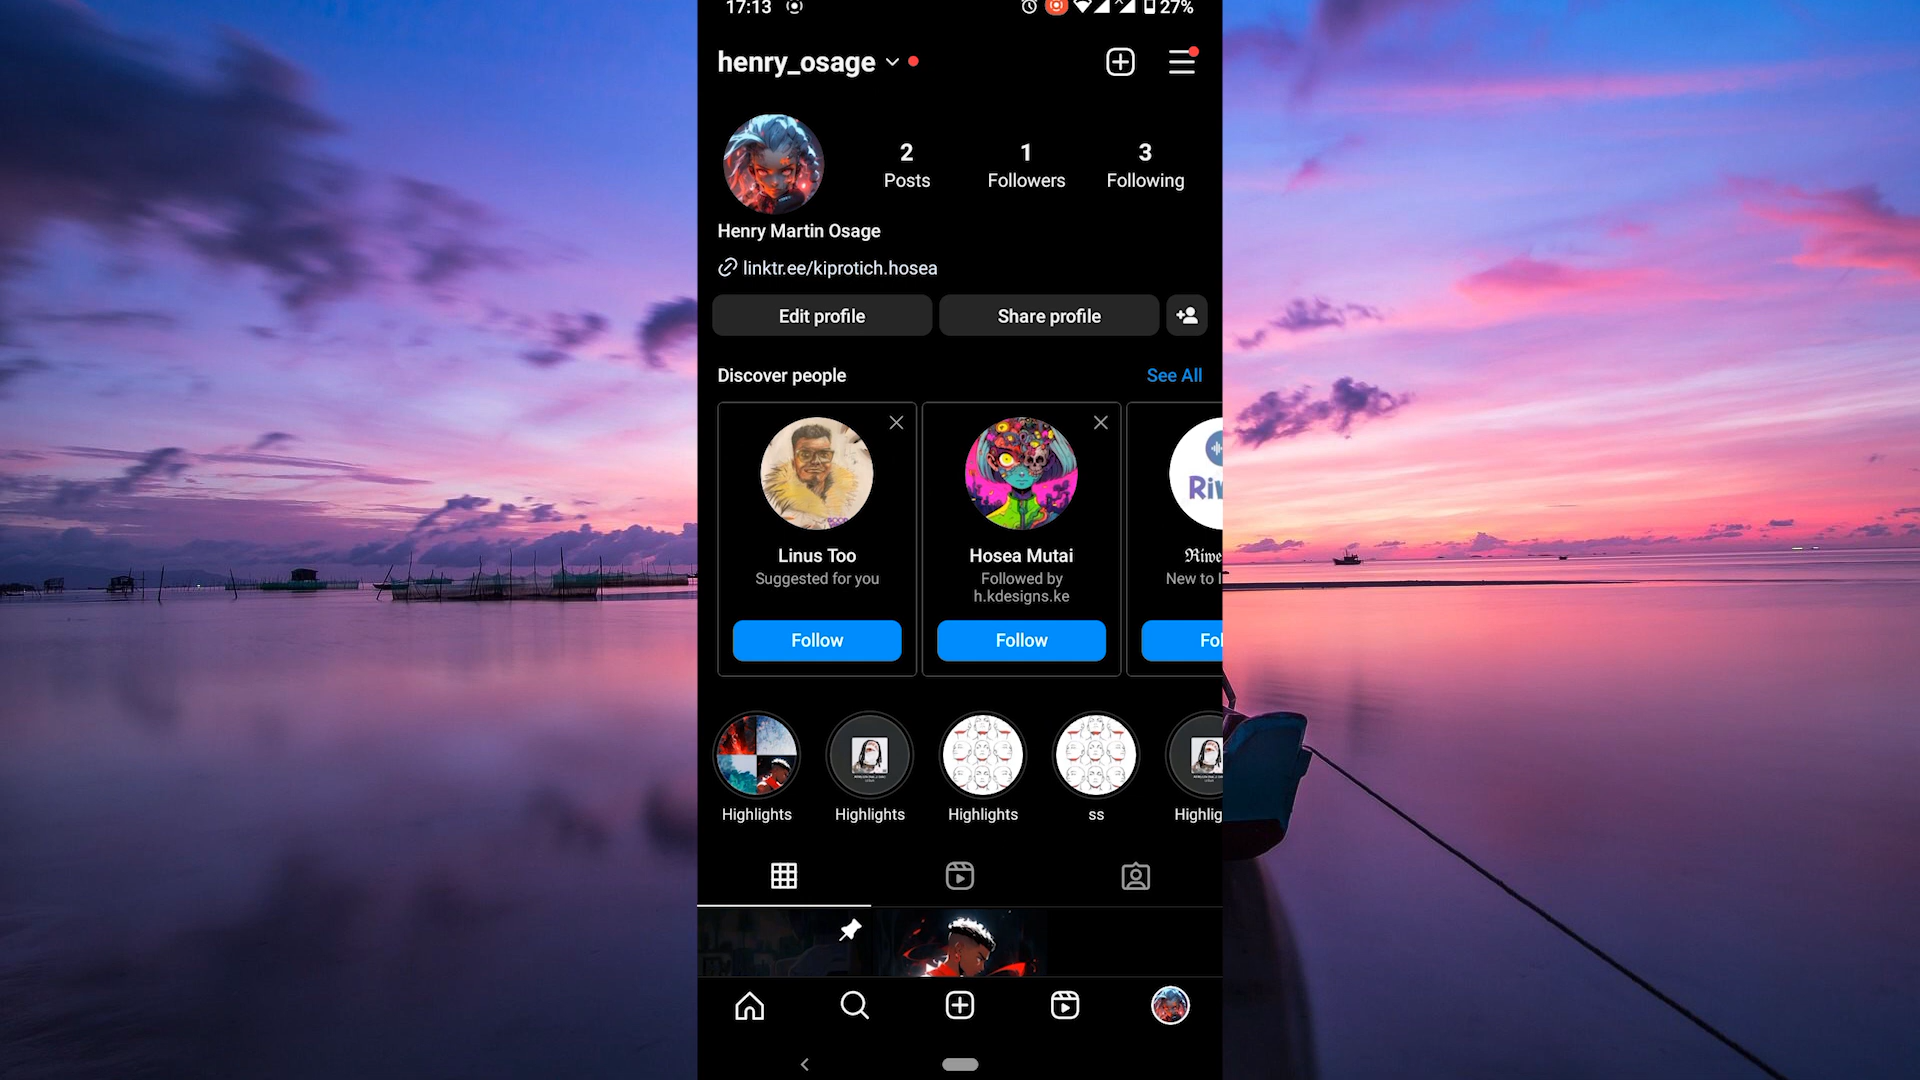 17:13 27%
henry_osage
2 1 3
Posts Followers Following
Henry Martin Osage
linktr.ee/kiprotich.hosea
Edit profile Share profile
Discover people See All
Linus Too Hosea Mutai
Suggested for you Followed by New to
h.kdesigns.ke
Follow Follow
Highlights Highlights Highlights ss